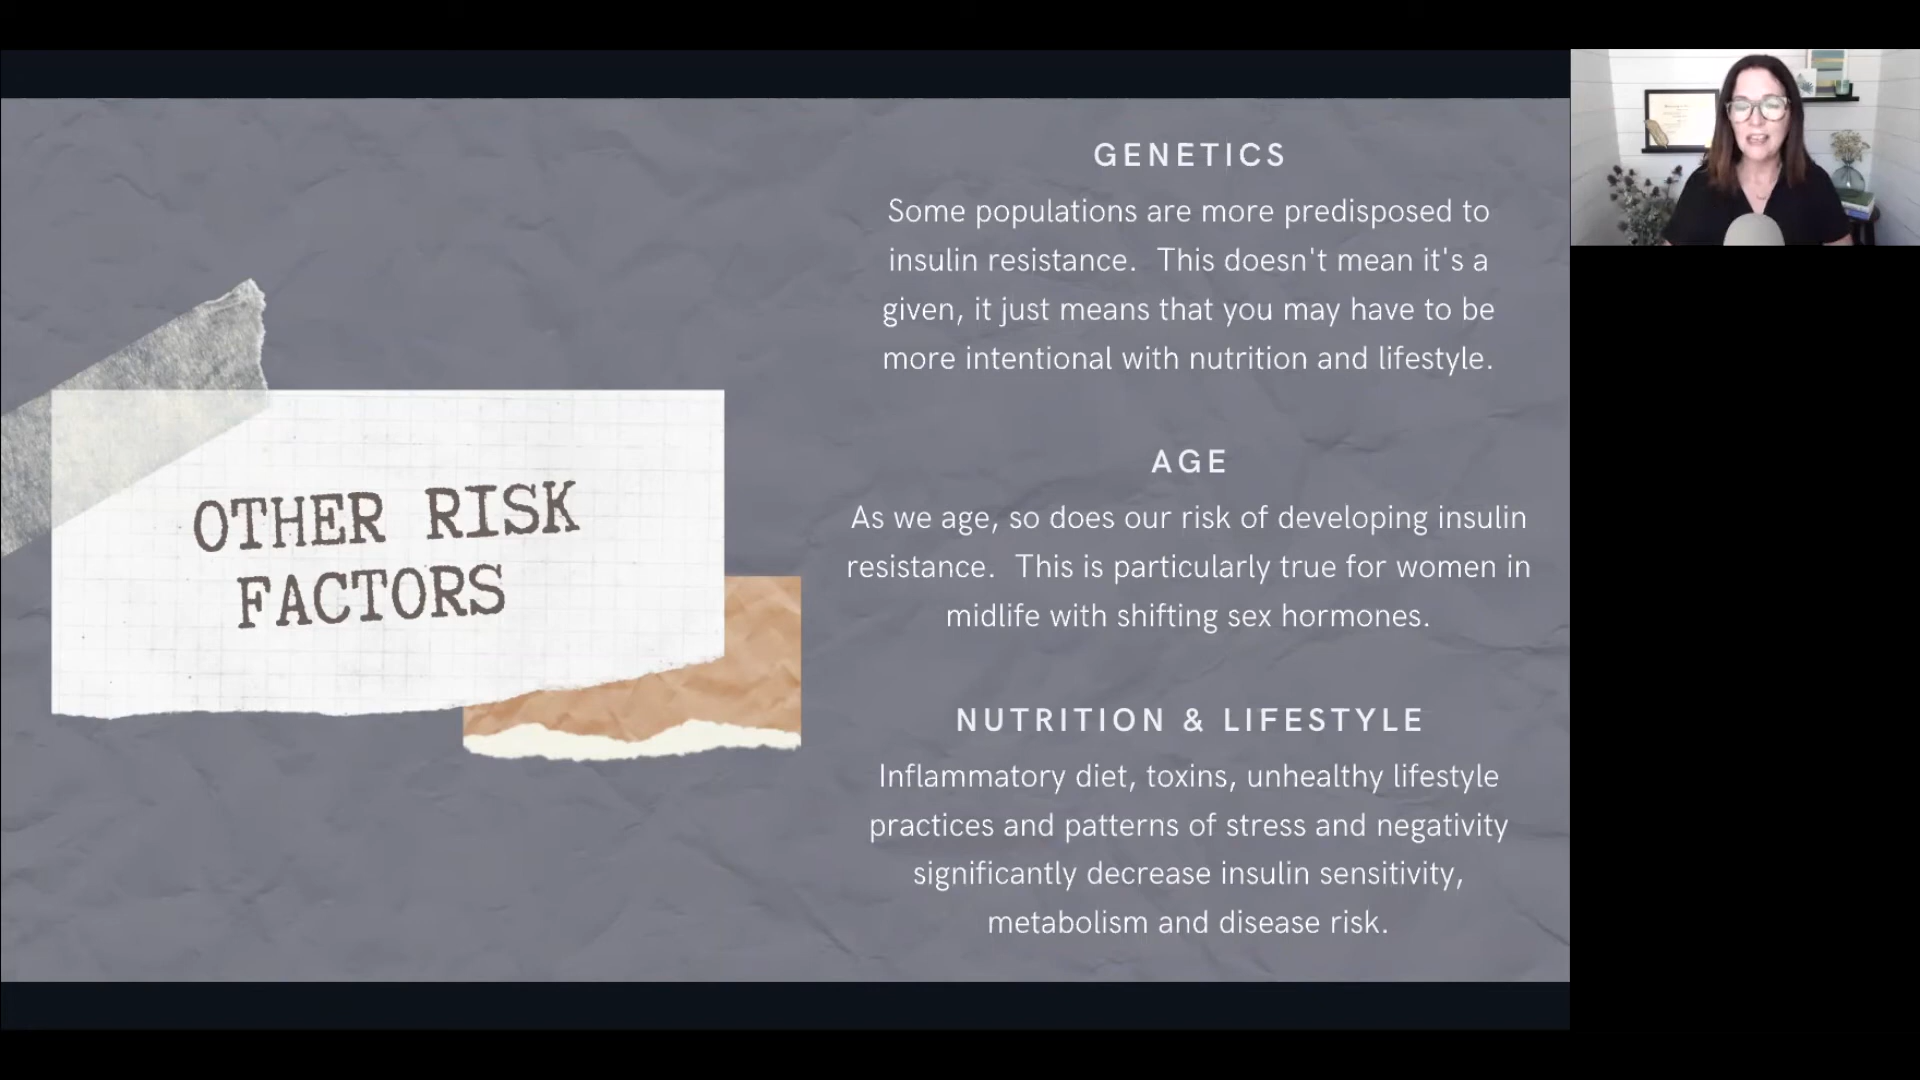 OTHER RISK
FACTORS
GENETICS
Some populations are more predisposed to
insulin resistance.  This doesn't mean it's a
given, it just means that you may have to be
more intentional with nutrition and lifestyle.
AGE
As we age, so does our risk of developing insulin
resistance.  This is particularly true for women in
midlife with shifting sex hormones.
NUTRITION & LIFESTYLE
Inflammatory diet, toxins, unhealthy lifestyle
practices and patterns of stress and negativity
significantly decrease insulin sensitivity,
metabolism and disease risk.